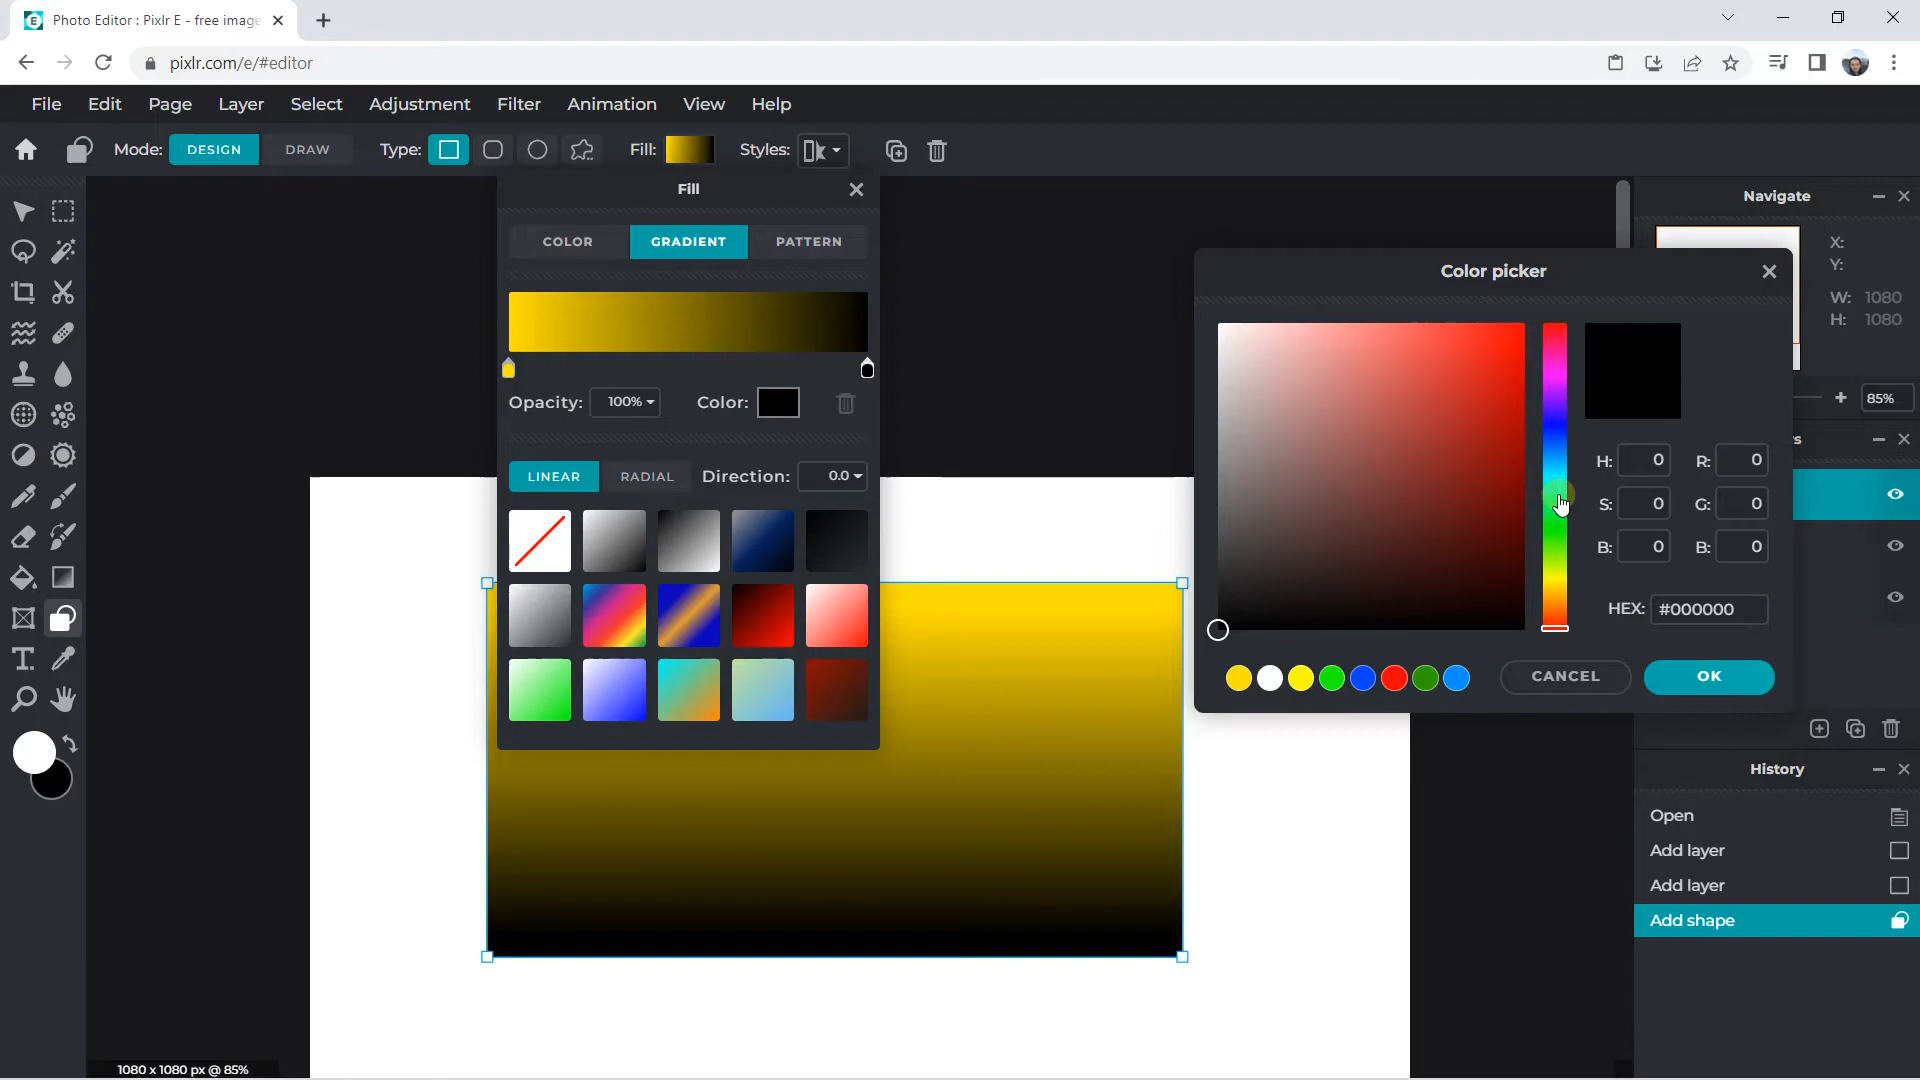 Photo Editor : Pixlr E - free image
pixlr.com/e/#editor
File Edit Page Layer Select Adjustment Filter Animation View Help
Mode: DESIGN DRAW Type: Fill: Styles:
Fill
COLOR GRADIENT PATTERN
Opacity: 100% Color:
LINEAR RADIAL Direction: 0.0
Color picker
H: 0 R: 0
S: 0 G: 0
B: 0 B: 0
HEX: #000000
CANCEL OK
Navigate
X:
Y:
W: 1080
H: 1080
85%
s
History
Open
Add layer
Add layer
Add shape
T
1080 x 1080 px @ 85%